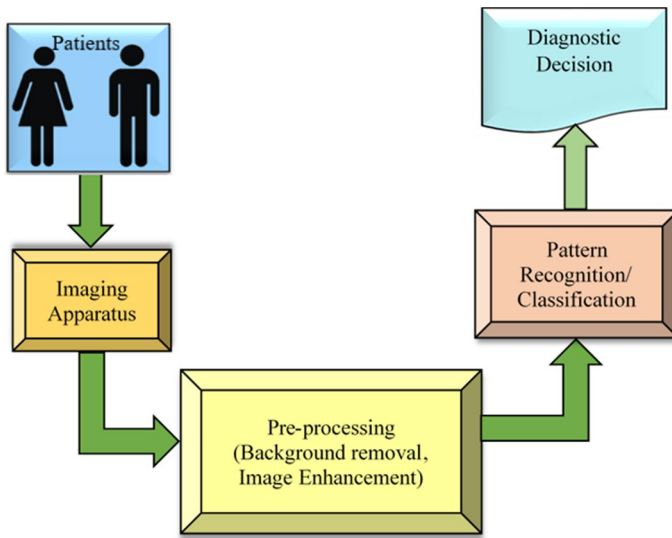 Patients
Imaging
Apparatus
Pre-processing
(Background removal,
Image Enhancement)
Pattern
Recognition/
Classification
Diagnostic
Decision